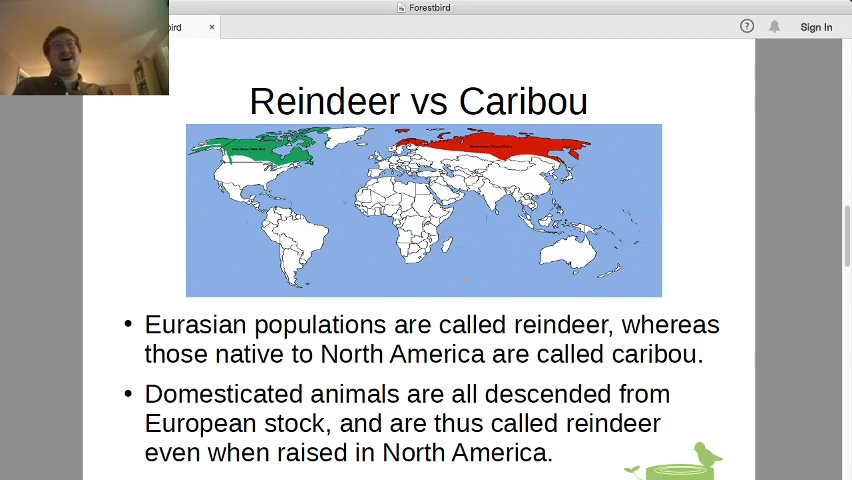 Forestbird
bird
×
?
Sign In
Reindeer vs Caribou
• Eurasian populations are called reindeer, whereas
those native to North America are called caribou.
• Domesticated animals are all descended from
European stock, and are thus called reindeer
even when raised in North America.